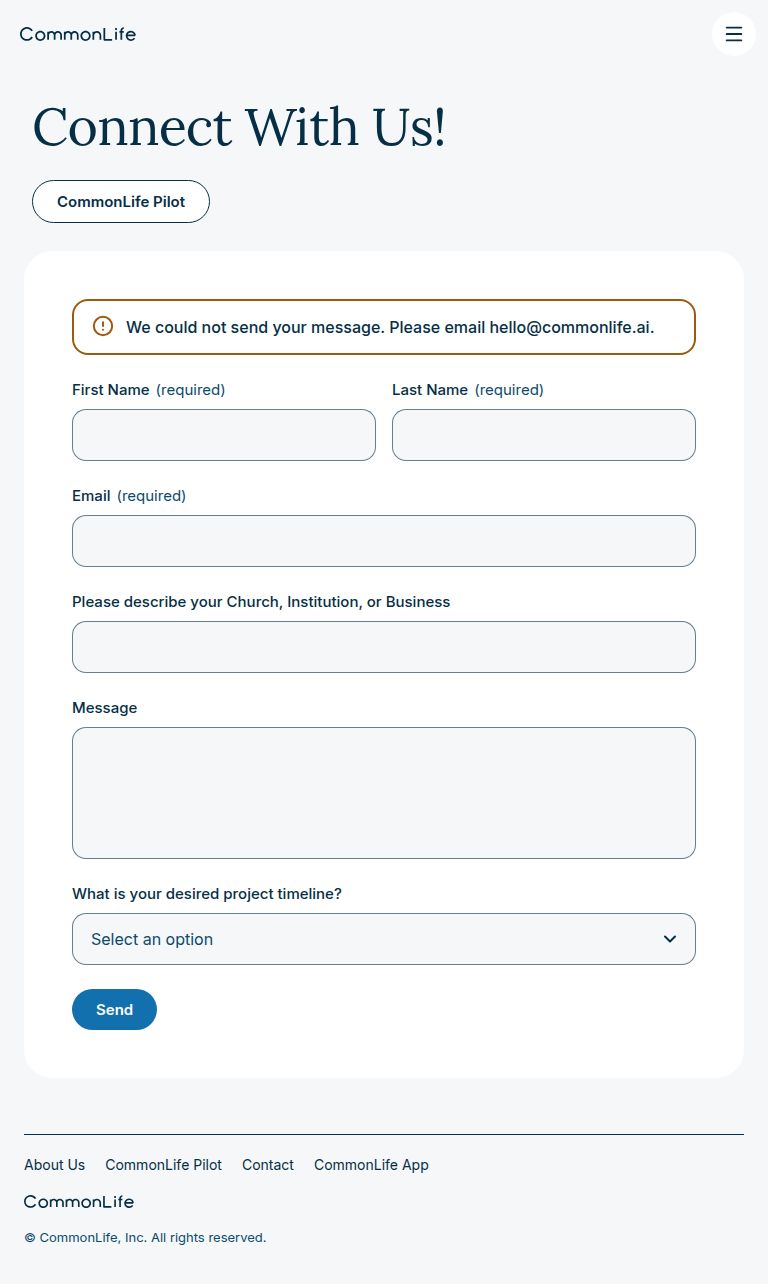 CommonLife
Connect With Us!
CommonLife Pilot
We could not send your message. Please email hello@commonlife.ai.
First Name (required)
Last Name (required)
Email (required)
Please describe your Church, Institution, or Business
Message
What is your desired project timeline?
Select an option
Send
About Us CommonLife Pilot Contact CommonLife App
CommonLife
© CommonLife, Inc. All rights reserved.